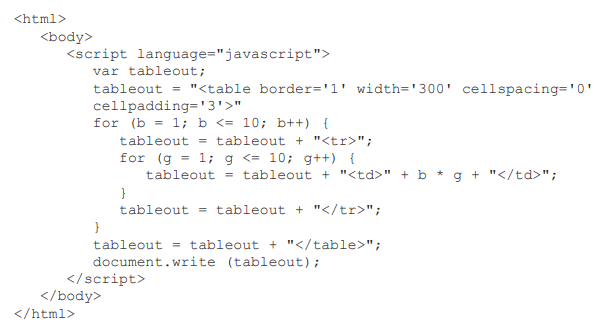 <html>
<body>
<script language="javascript">
var tableout;
tableout = "<table border='1' width='300' cellspacing='0'
cellpadding='3'>"
for (b = 1; b <= 10; b++) {
tableout = tableout + "<tr>";
for (g = 1; g <= 10; g++) {
tableout = tableout + "<td>" + b * g + "</td>";
}
tableout = tableout + "</tr>";
}
tableout = tableout + "</table>";
document.write (tableout);
</script>
</body>
</html>